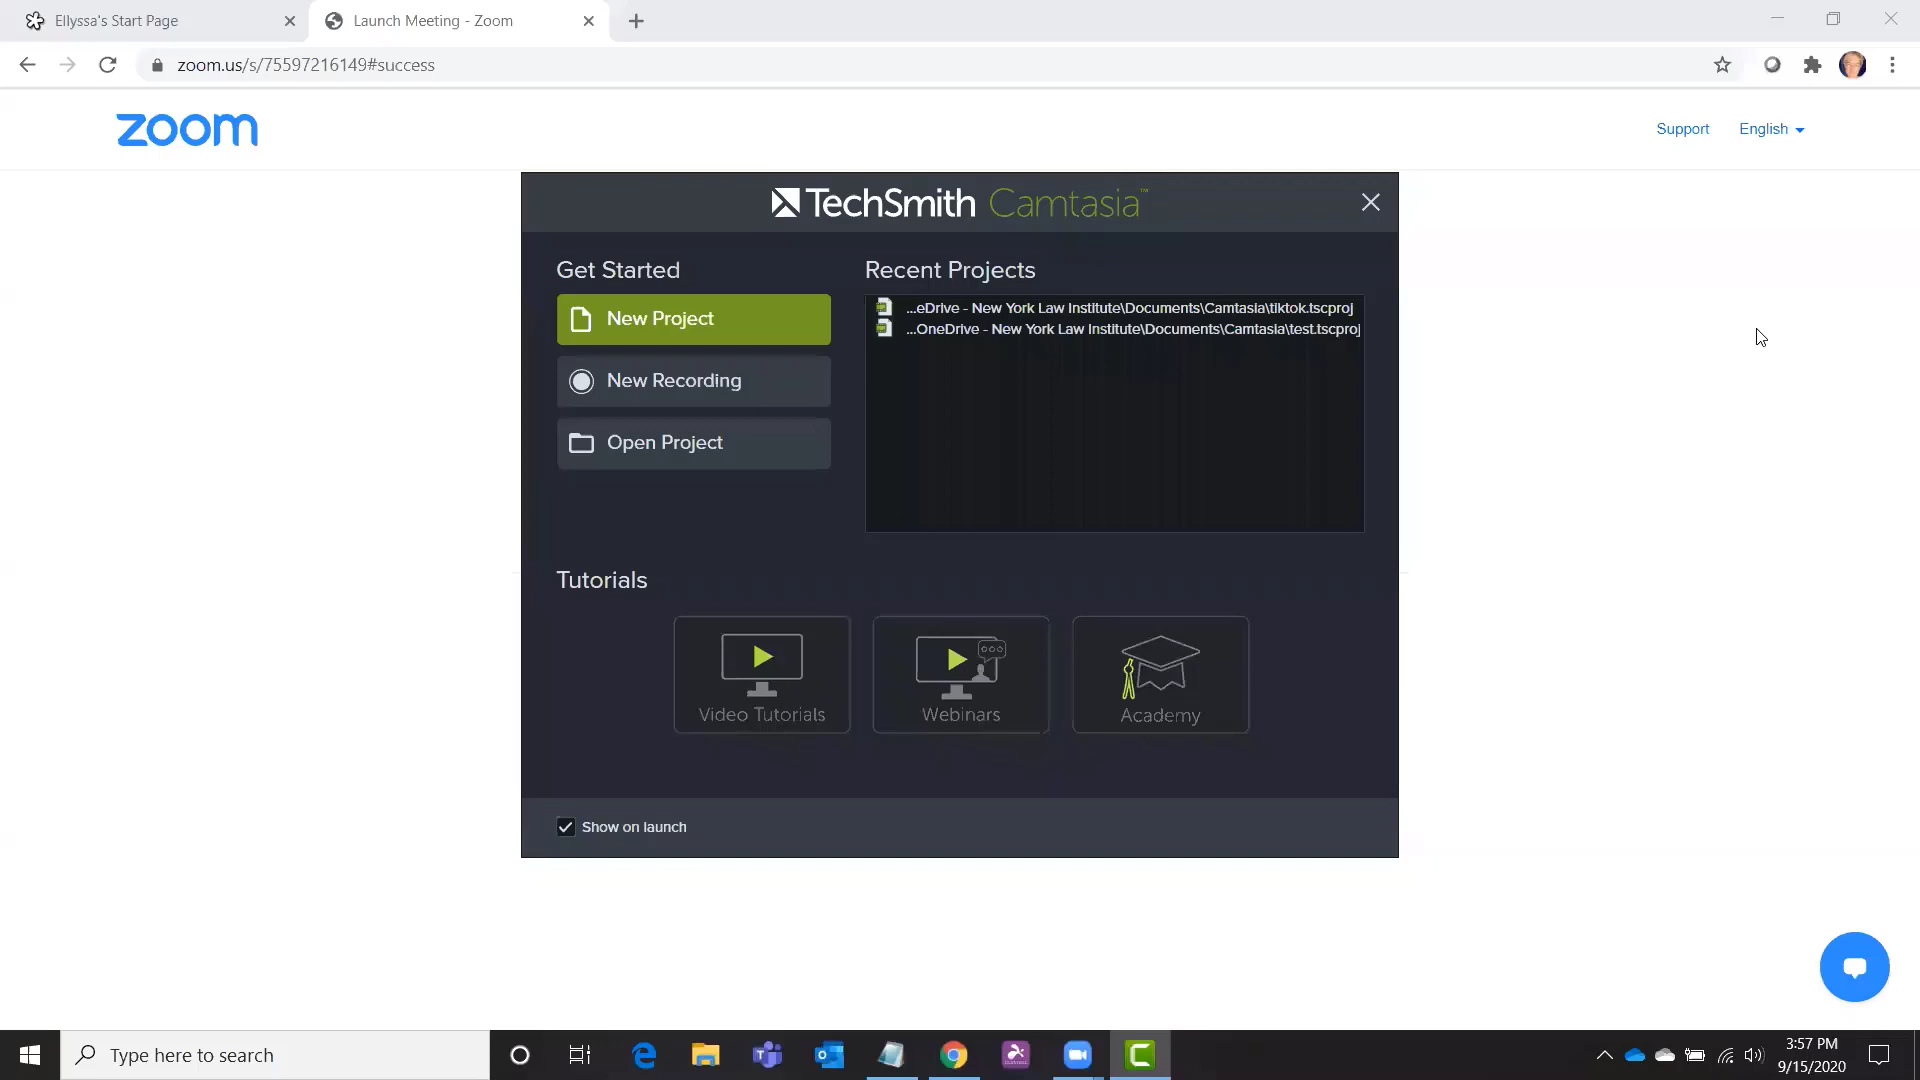 Ellyssa's Start Page
Launch Meeting - Zoom
zoom.us/s/75597216149#success
zoom
Support
English
TechSmith Camtasia™
Get Started
Recent Projects
New Project
...eDrive - New York Law Institute\Documents\Camtasia\tiktok.tscproj
...OneDrive - New York Law Institute\Documents\Camtasia\test.tscproj
New Recording
Open Project
Tutorials
Video Tutorials
Webinars
Academy
Show on launch
Type here to search
3:57 PM
9/15/2020